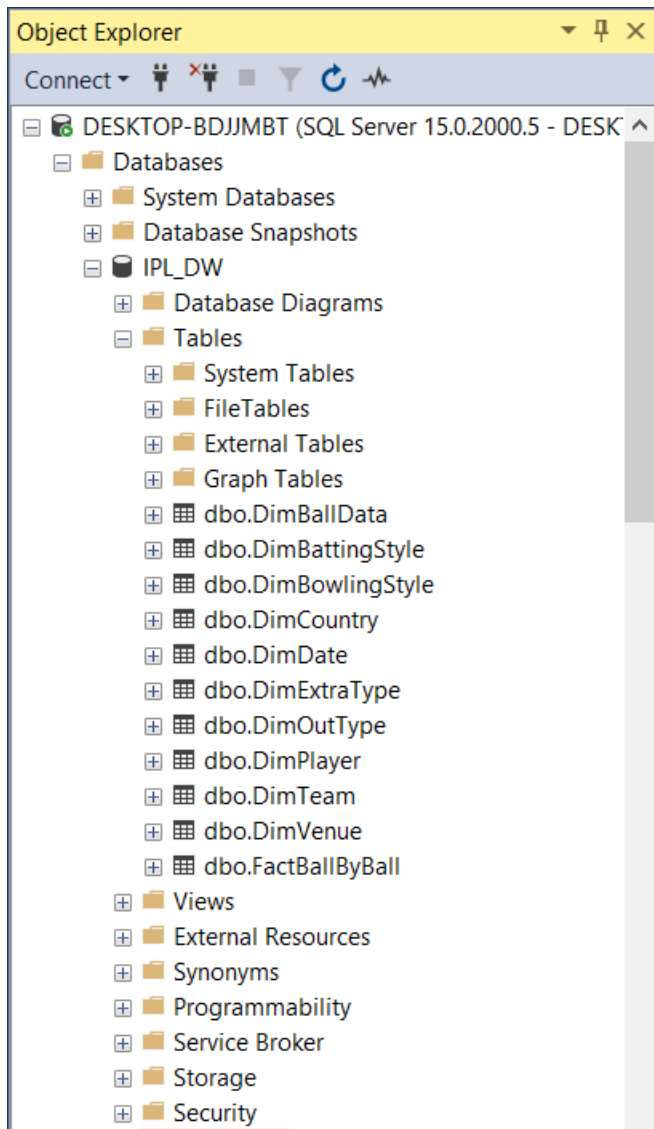 Object Explorer
Connect
DESKTOP-BDJJMBT (SQL Server 15.0.2000.5 - DESK
Databases
System Databases
Database Snapshots
IPL_DW
Database Diagrams
Tables
System Tables
FileTables
External Tables
Graph Tables
dbo.DimBallData
dbo.DimBattingStyle
dbo.DimBowlingStyle
dbo.DimCountry
dbo.DimDate
dbo.DimExtraType
dbo.DimOutType
dbo.DimPlayer
dbo.DimTeam
dbo.DimVenue
dbo.FactBallByBall
Views
External Resources
Synonyms
Programmability
Service Broker
Storage
Security